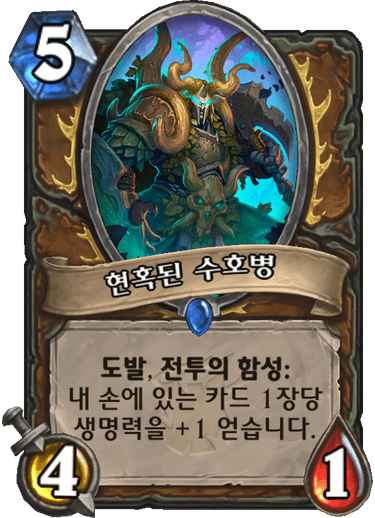 5
현혹된 수호병
도발, 전투의 함성:
내 손에 있는 카드 1장당
생명력을 +1 얻습니다.
4
1